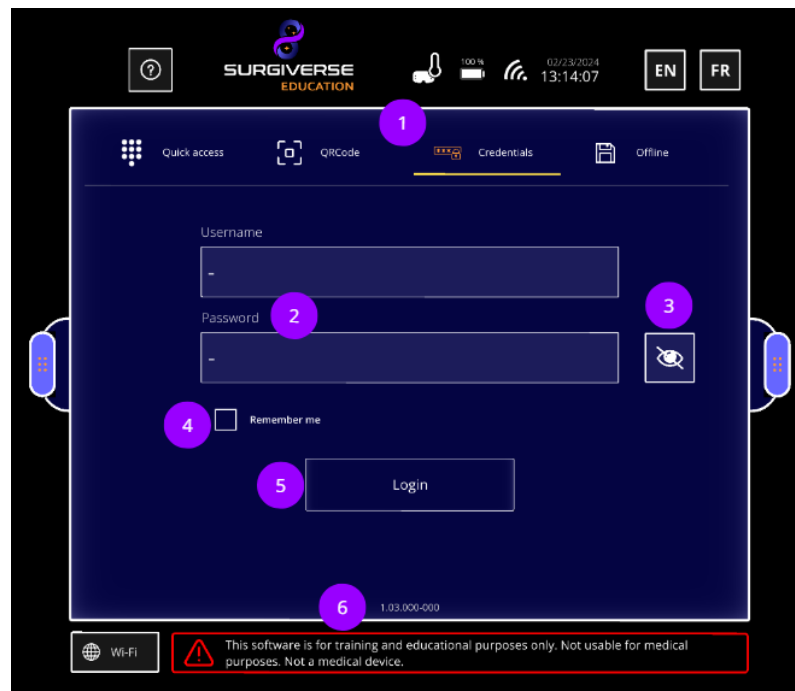 ?
SURGIVERSE
EDUCATION
100 %
02/23/2024
13:14:07
EN
FR
1
Quick access
QRCode
Credentials
Offline
Username
-
2
Password
3
-
4
Remember me
5
Login
6
1.03.000-000
Wi-Fi
This software is for training and educational purposes only. Not usable for medical
purposes. Not a medical device.